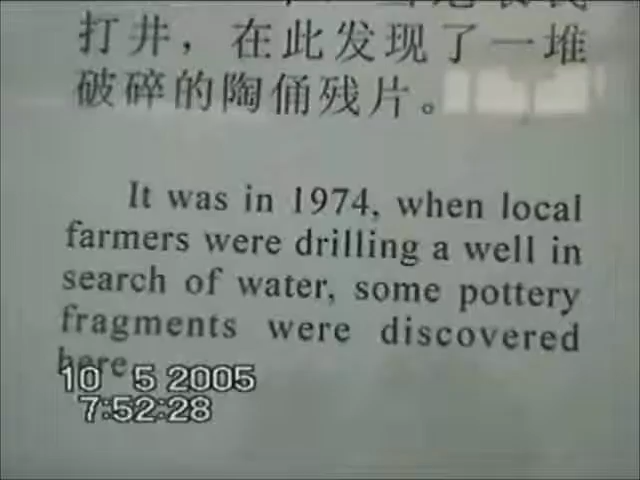 打井，在此发现了一堆
破碎的陶俑残片。
It was in 1974, when local
farmers were drilling a well in
search of water, some pottery
fragments were discovered
here
10 5 2005
7:52:28